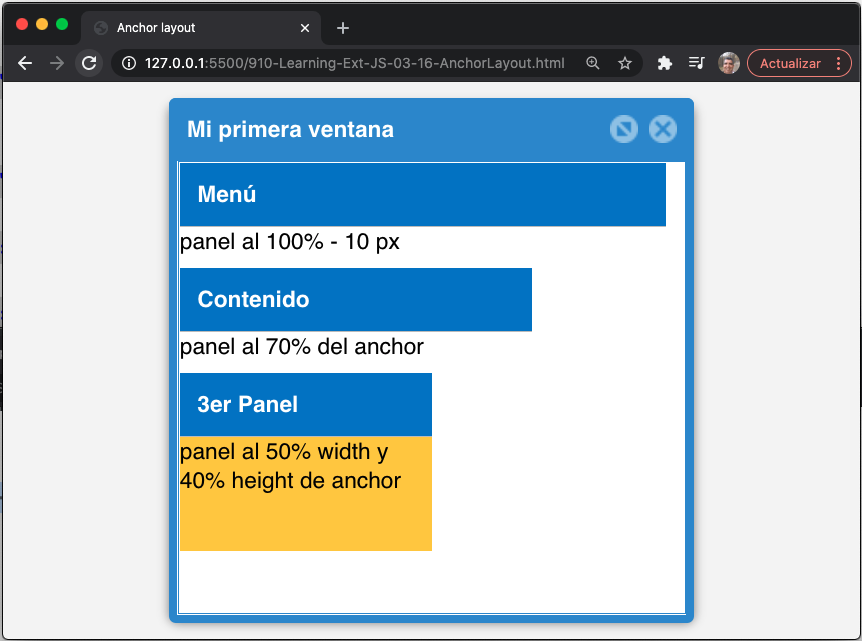 Anchor layout
127.0.0.1:5500/910-Learning-Ext-JS-03-16-AnchorLayout.html
Actualizar
Mi primera ventana
Menú
panel al 100% - 10 px
Contenido
panel al 70% del anchor
3er Panel
panel al 50% width y
40% height de anchor